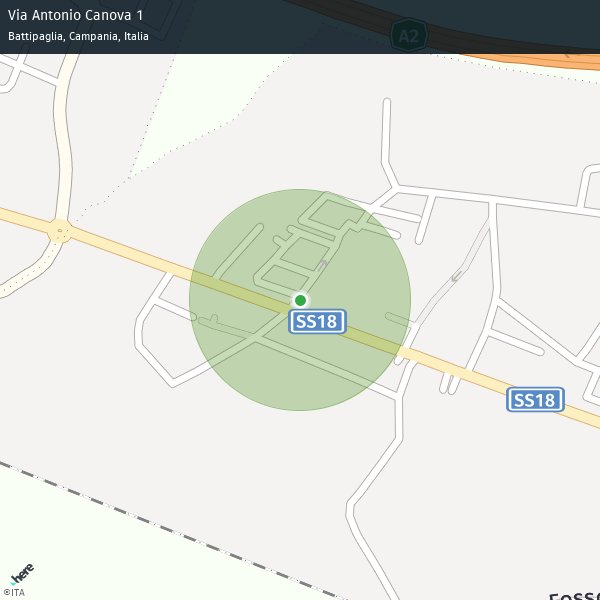 Via Antonio Canova 1
Battipaglia, Campania, Italia
A2
SS18
SS18
here
©ITA